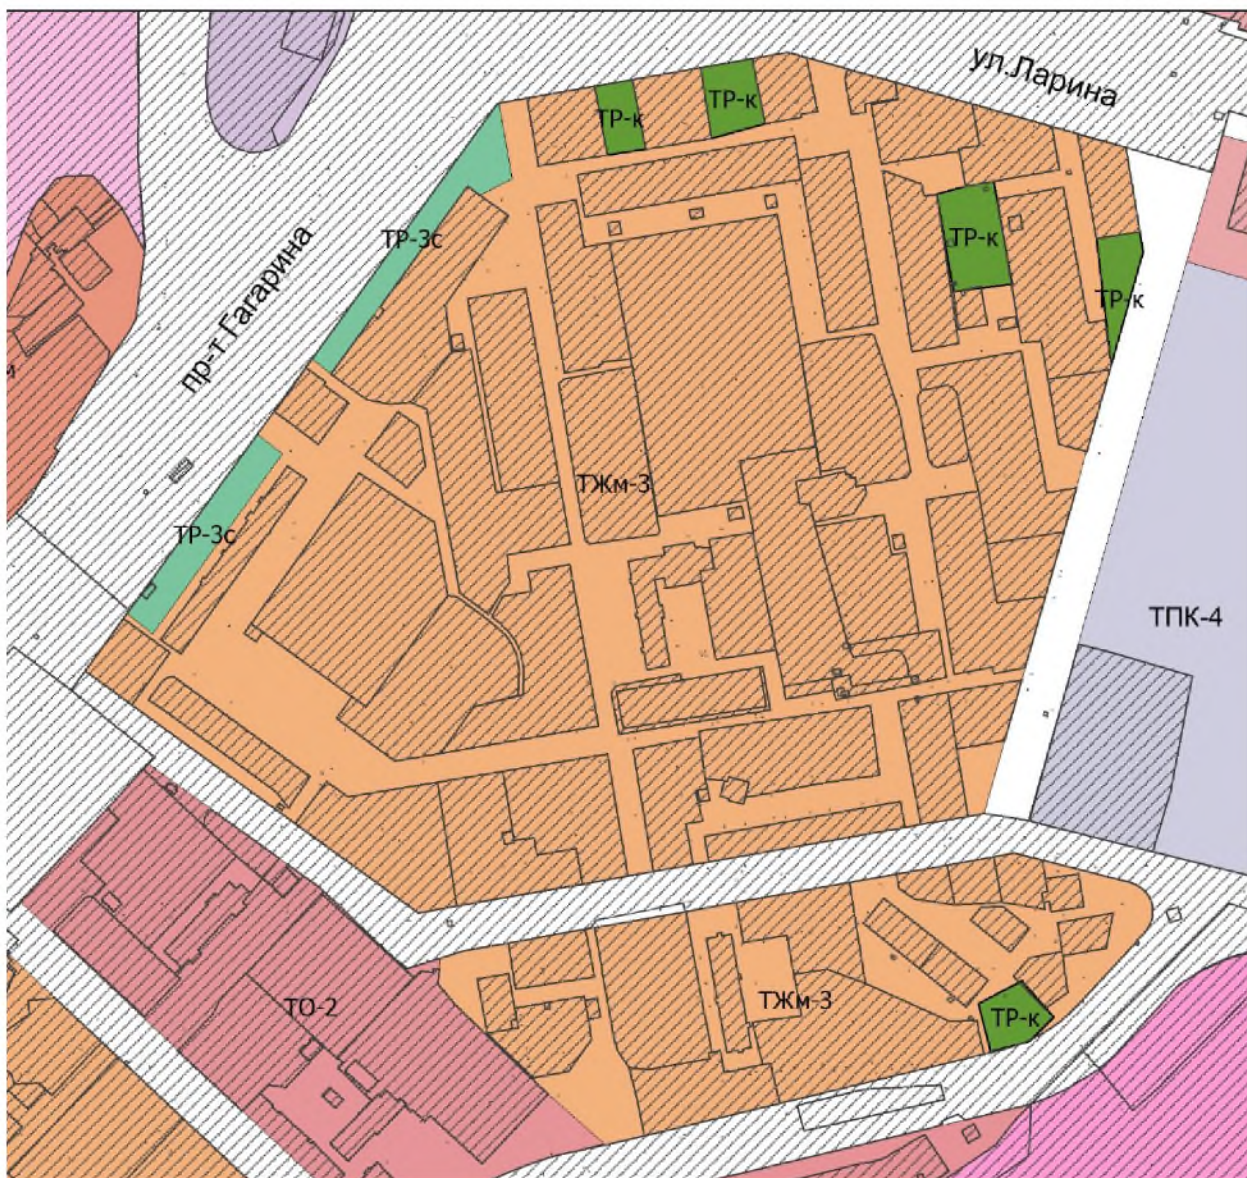 ул.Ларина
ТР-к
ТР-к
ТР-3с
ТР-к
ТР-к
пр-т Гагарина
м
ТЖм-3
ТР-3с
ТПК-4
ТО-2
ТЖм-3
ТР-к